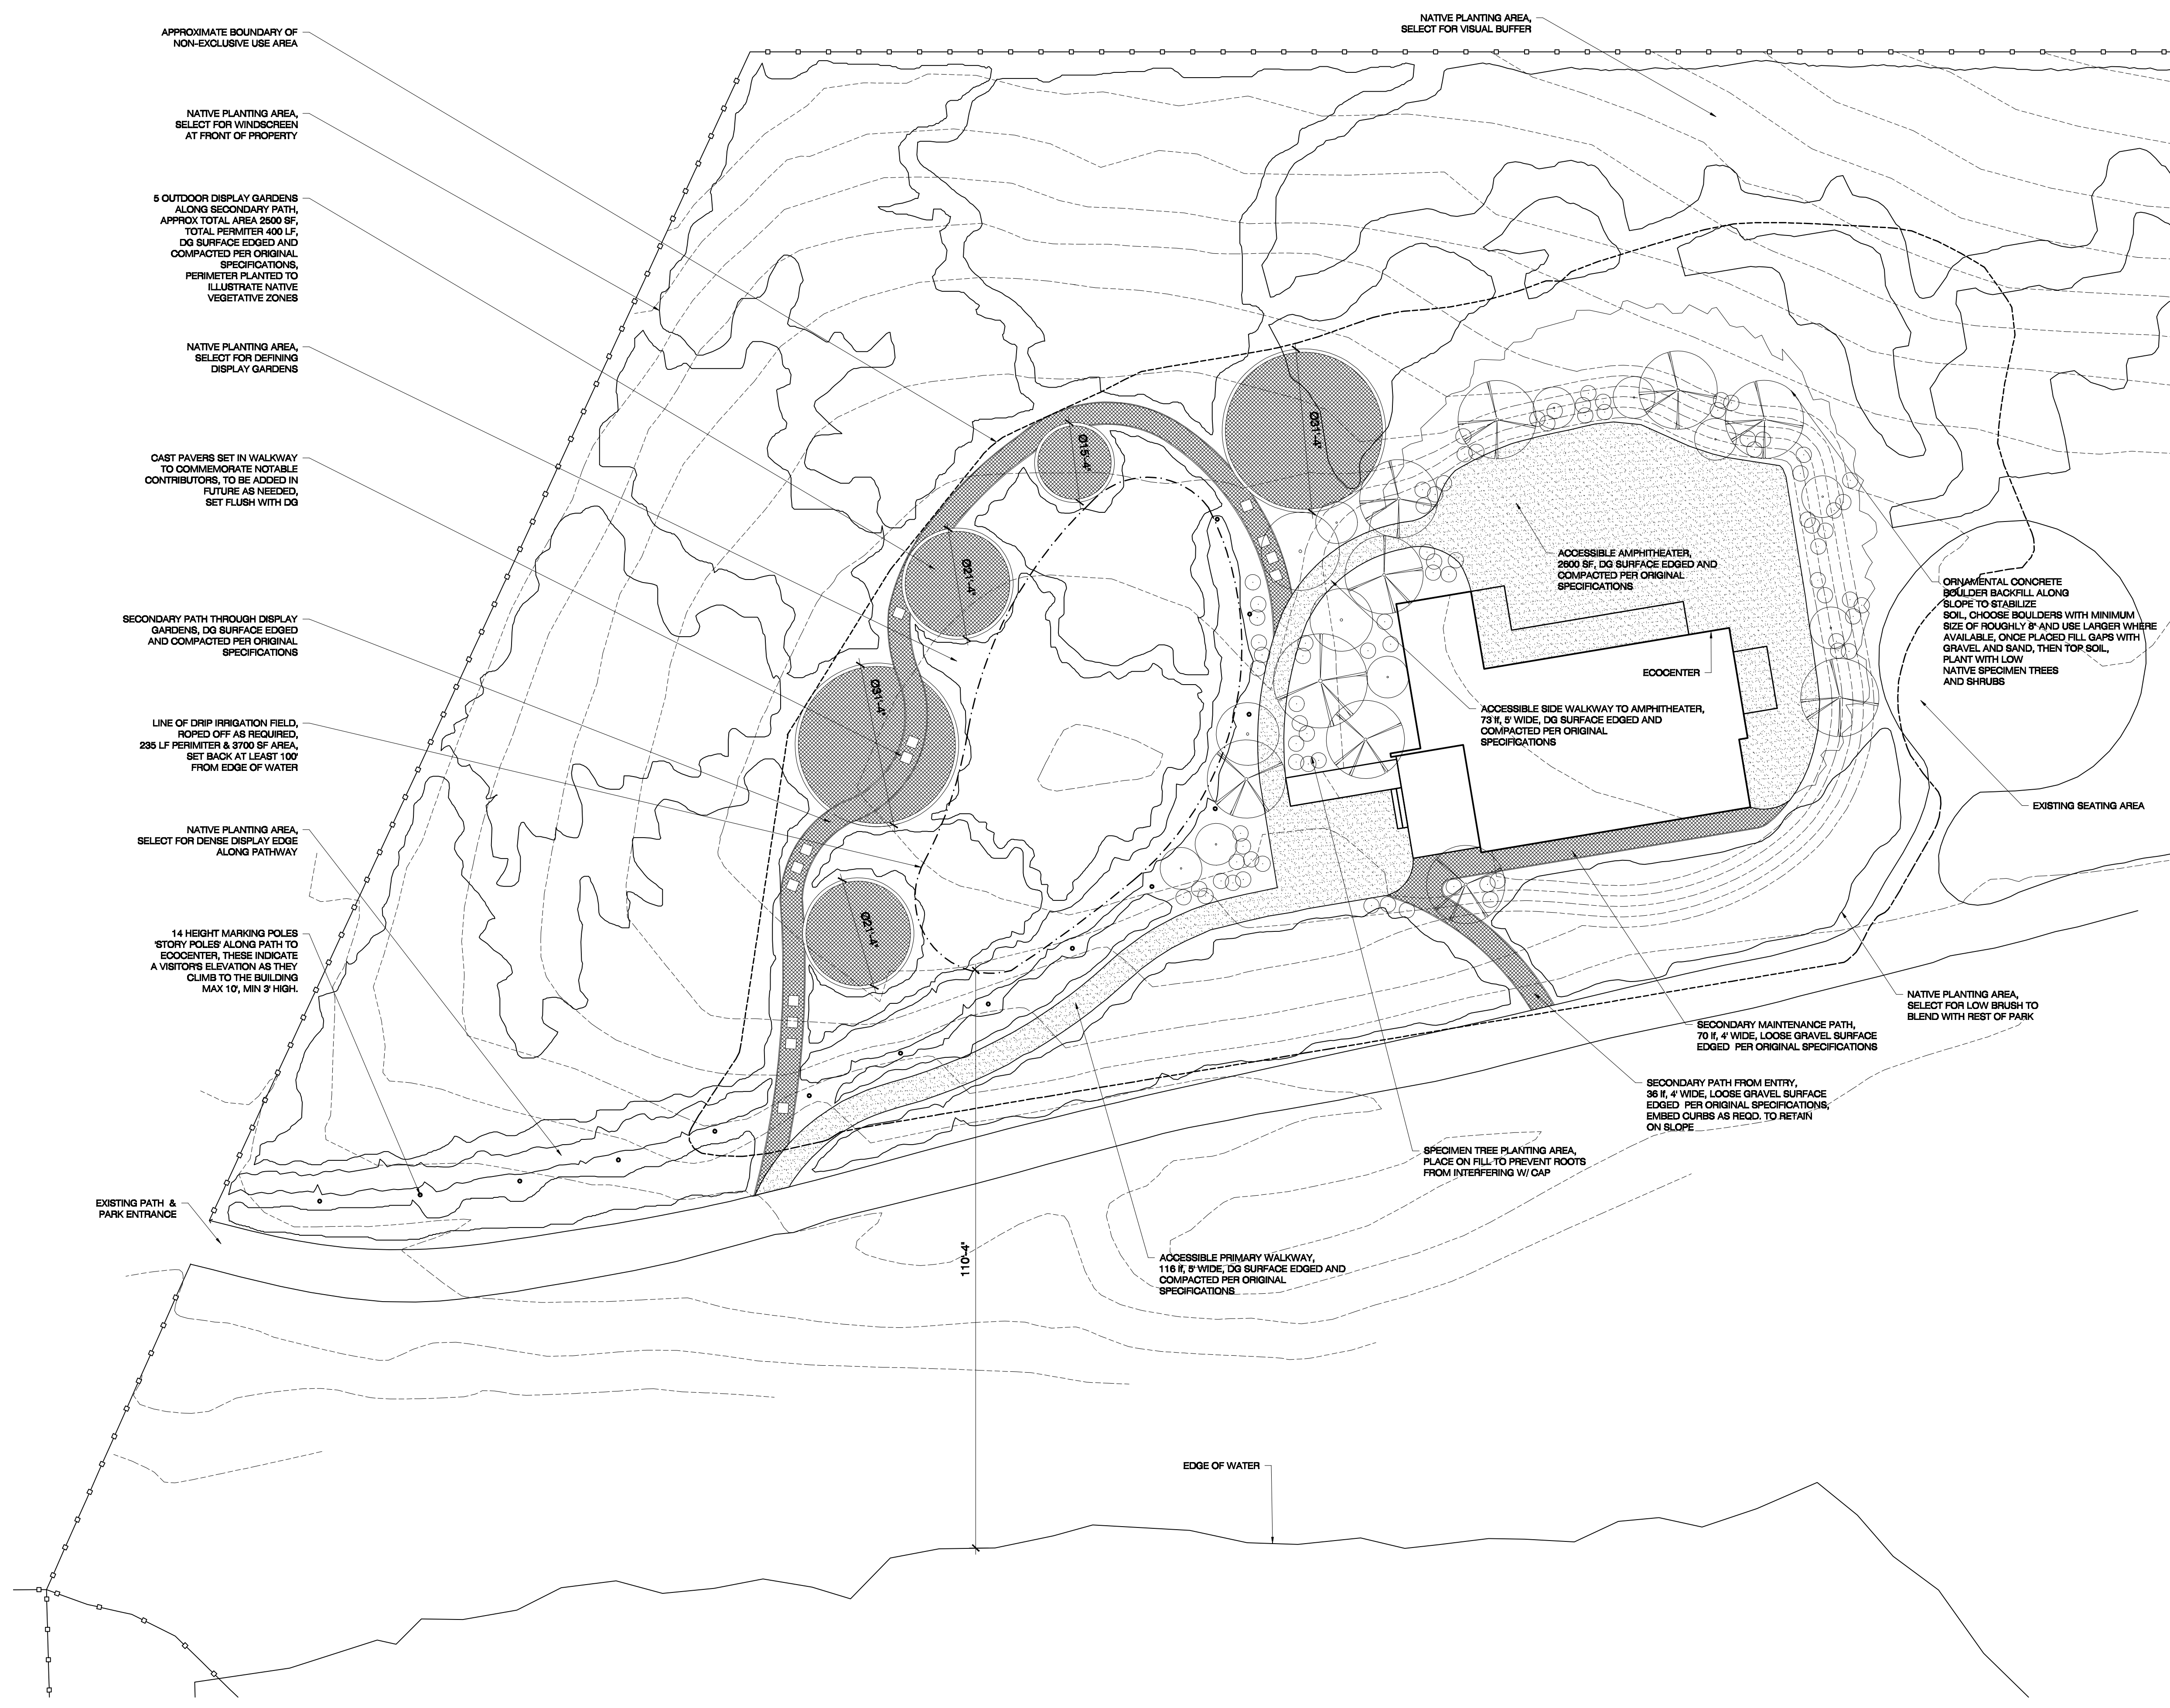 APPROXIMATE BOUNDARY OF
NON-EXCLUSIVE USE AREA
NATIVE PLANTING AREA,
SELECT FOR WINDSCREEN
AT FRONT OF PROPERTY
5 OUTDOOR DISPLAY GARDENS
ALONG SECONDARY PATH,
APPROX TOTAL AREA 2500 SF,
TOTAL PERMITER 400 LF,
DG SURFACE EDGED AND
COMPACTED PER ORIGINAL
SPECIFICATIONS,
PERIMETER PLANTED TO
ILLUSTRATE NATIVE
VEGETATIVE ZONES
NATIVE PLANTING AREA,
SELECT FOR DEFINING
DISPLAY GARDENS
CAST PAVERS SET IN WALKWAY
TO COMMEMORATE NOTABLE
CONTRIBUTORS, TO BE ADDED IN
FUTURE AS NEEDED,
SET FLUSH WITH DG
SECONDARY PATH THROUGH DISPLAY
GARDENS, DG SURFACE EDGED
AND COMPACTED PER ORIGINAL
SPECIFICATIONS
LINE OF DRIP IRRIGATION FIELD,
ROPED OFF AS REQUIRED,
235 LF PERIMITER & 3700 SF AREA,
SET BACK AT LEAST 100'
FROM EDGE OF WATER
NATIVE PLANTING AREA,
SELECT FOR DENSE DISPLAY EDGE
ALONG PATHWAY
14 HEIGHT MARKING POLES
'STORY POLES' ALONG PATH TO
ECOCENTER, THESE INDICATE
A VISITOR'S ELEVATION AS THEY
CLIMB TO THE BUILDING
MAX 10', MIN 3' HIGH.
EXISTING PATH &
PARK ENTRANCE
NATIVE PLANTING AREA,
SELECT FOR VISUAL BUFFER
Ø31'-4"
Ø15'-4"
Ø21'-4"
Ø31'-4"
Ø21'-4"
110'-4"
ACCESSIBLE AMPHITHEATER,
2600 SF, DG SURFACE EDGED AND
COMPACTED PER ORIGINAL
SPECIFICATIONS
ECOCENTER
ACCESSIBLE SIDE WALKWAY TO AMPHITHEATER,
73 lf, 5' WIDE, DG SURFACE EDGED AND
COMPACTED PER ORIGINAL
SPECIFICATIONS
ORNAMENTAL CONCRETE
BOULDER BACKFILL ALONG
SLOPE TO STABILIZE
SOIL, CHOOSE BOULDERS WITH MINIMUM
SIZE OF ROUGHLY 8" AND USE LARGER WHERE
AVAILABLE, ONCE PLACED FILL GAPS WITH
GRAVEL AND SAND, THEN TOP SOIL,
PLANT WITH LOW
NATIVE SPECIMEN TREES
AND SHRUBS
EXISTING SEATING AREA
NATIVE PLANTING AREA,
SELECT FOR LOW BRUSH TO
BLEND WITH REST OF PARK
SECONDARY MAINTENANCE PATH,
70 lf, 4' WIDE, LOOSE GRAVEL SURFACE
EDGED PER ORIGINAL SPECIFICATIONS
SECONDARY PATH FROM ENTRY,
36 lf, 4' WIDE, LOOSE GRAVEL SURFACE
EDGED PER ORIGINAL SPECIFICATIONS,
EMBED CURBS AS REQD. TO RETAIN
ON SLOPE
SPECIMEN TREE PLANTING AREA,
PLACE ON FILL TO PREVENT ROOTS
FROM INTERFERING W/ CAP
ACCESSIBLE PRIMARY WALKWAY,
116 lf, 5' WIDE, DG SURFACE EDGED AND
COMPACTED PER ORIGINAL
SPECIFICATIONS
EDGE OF WATER